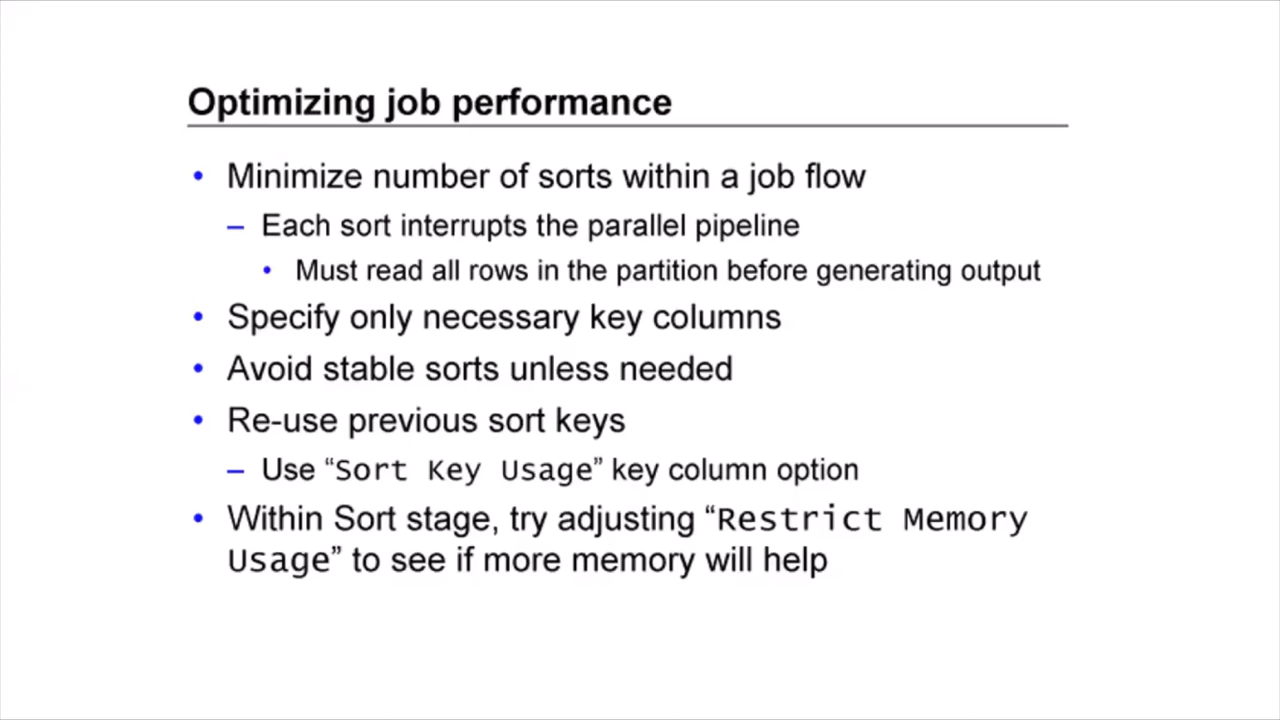 Optimizing job performance
• Minimize number of sorts within a job flow
– Each sort interrupts the parallel pipeline
• Must read all rows in the partition before generating output
• Specify only necessary key columns
• Avoid stable sorts unless needed
• Re-use previous sort keys
– Use “Sort Key Usage” key column option
• Within Sort stage, try adjusting “Restrict Memory
Usage” to see if more memory will help